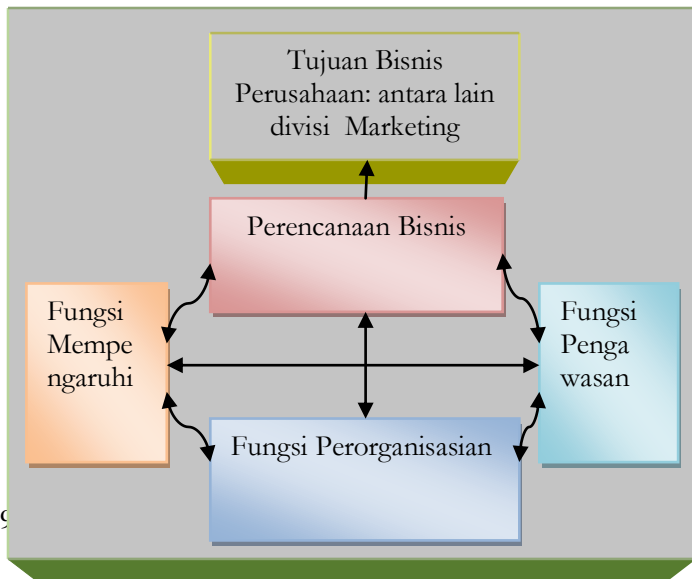 Tujuan Bisnis
Perusahaan: antara lain
divisi Marketing
Perencanaan Bisnis
Fungsi
Mempe
ngaruhi
Fungsi
Penga
wasan
Fungsi Perorganisasian